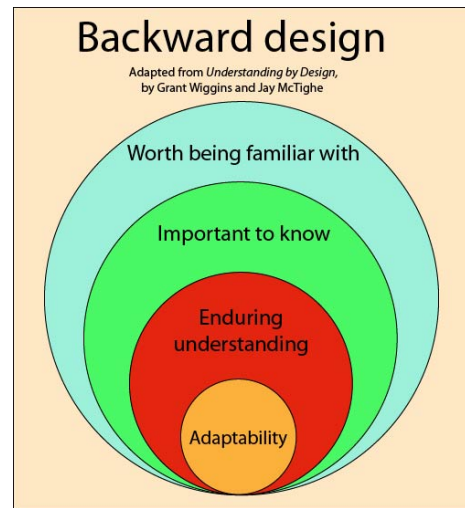 Backward design
Adapted from Understanding by Design,
by Grant Wiggins and Jay McTighe
Worth being familiar with
Important to know
Enduring
understanding
Adaptability